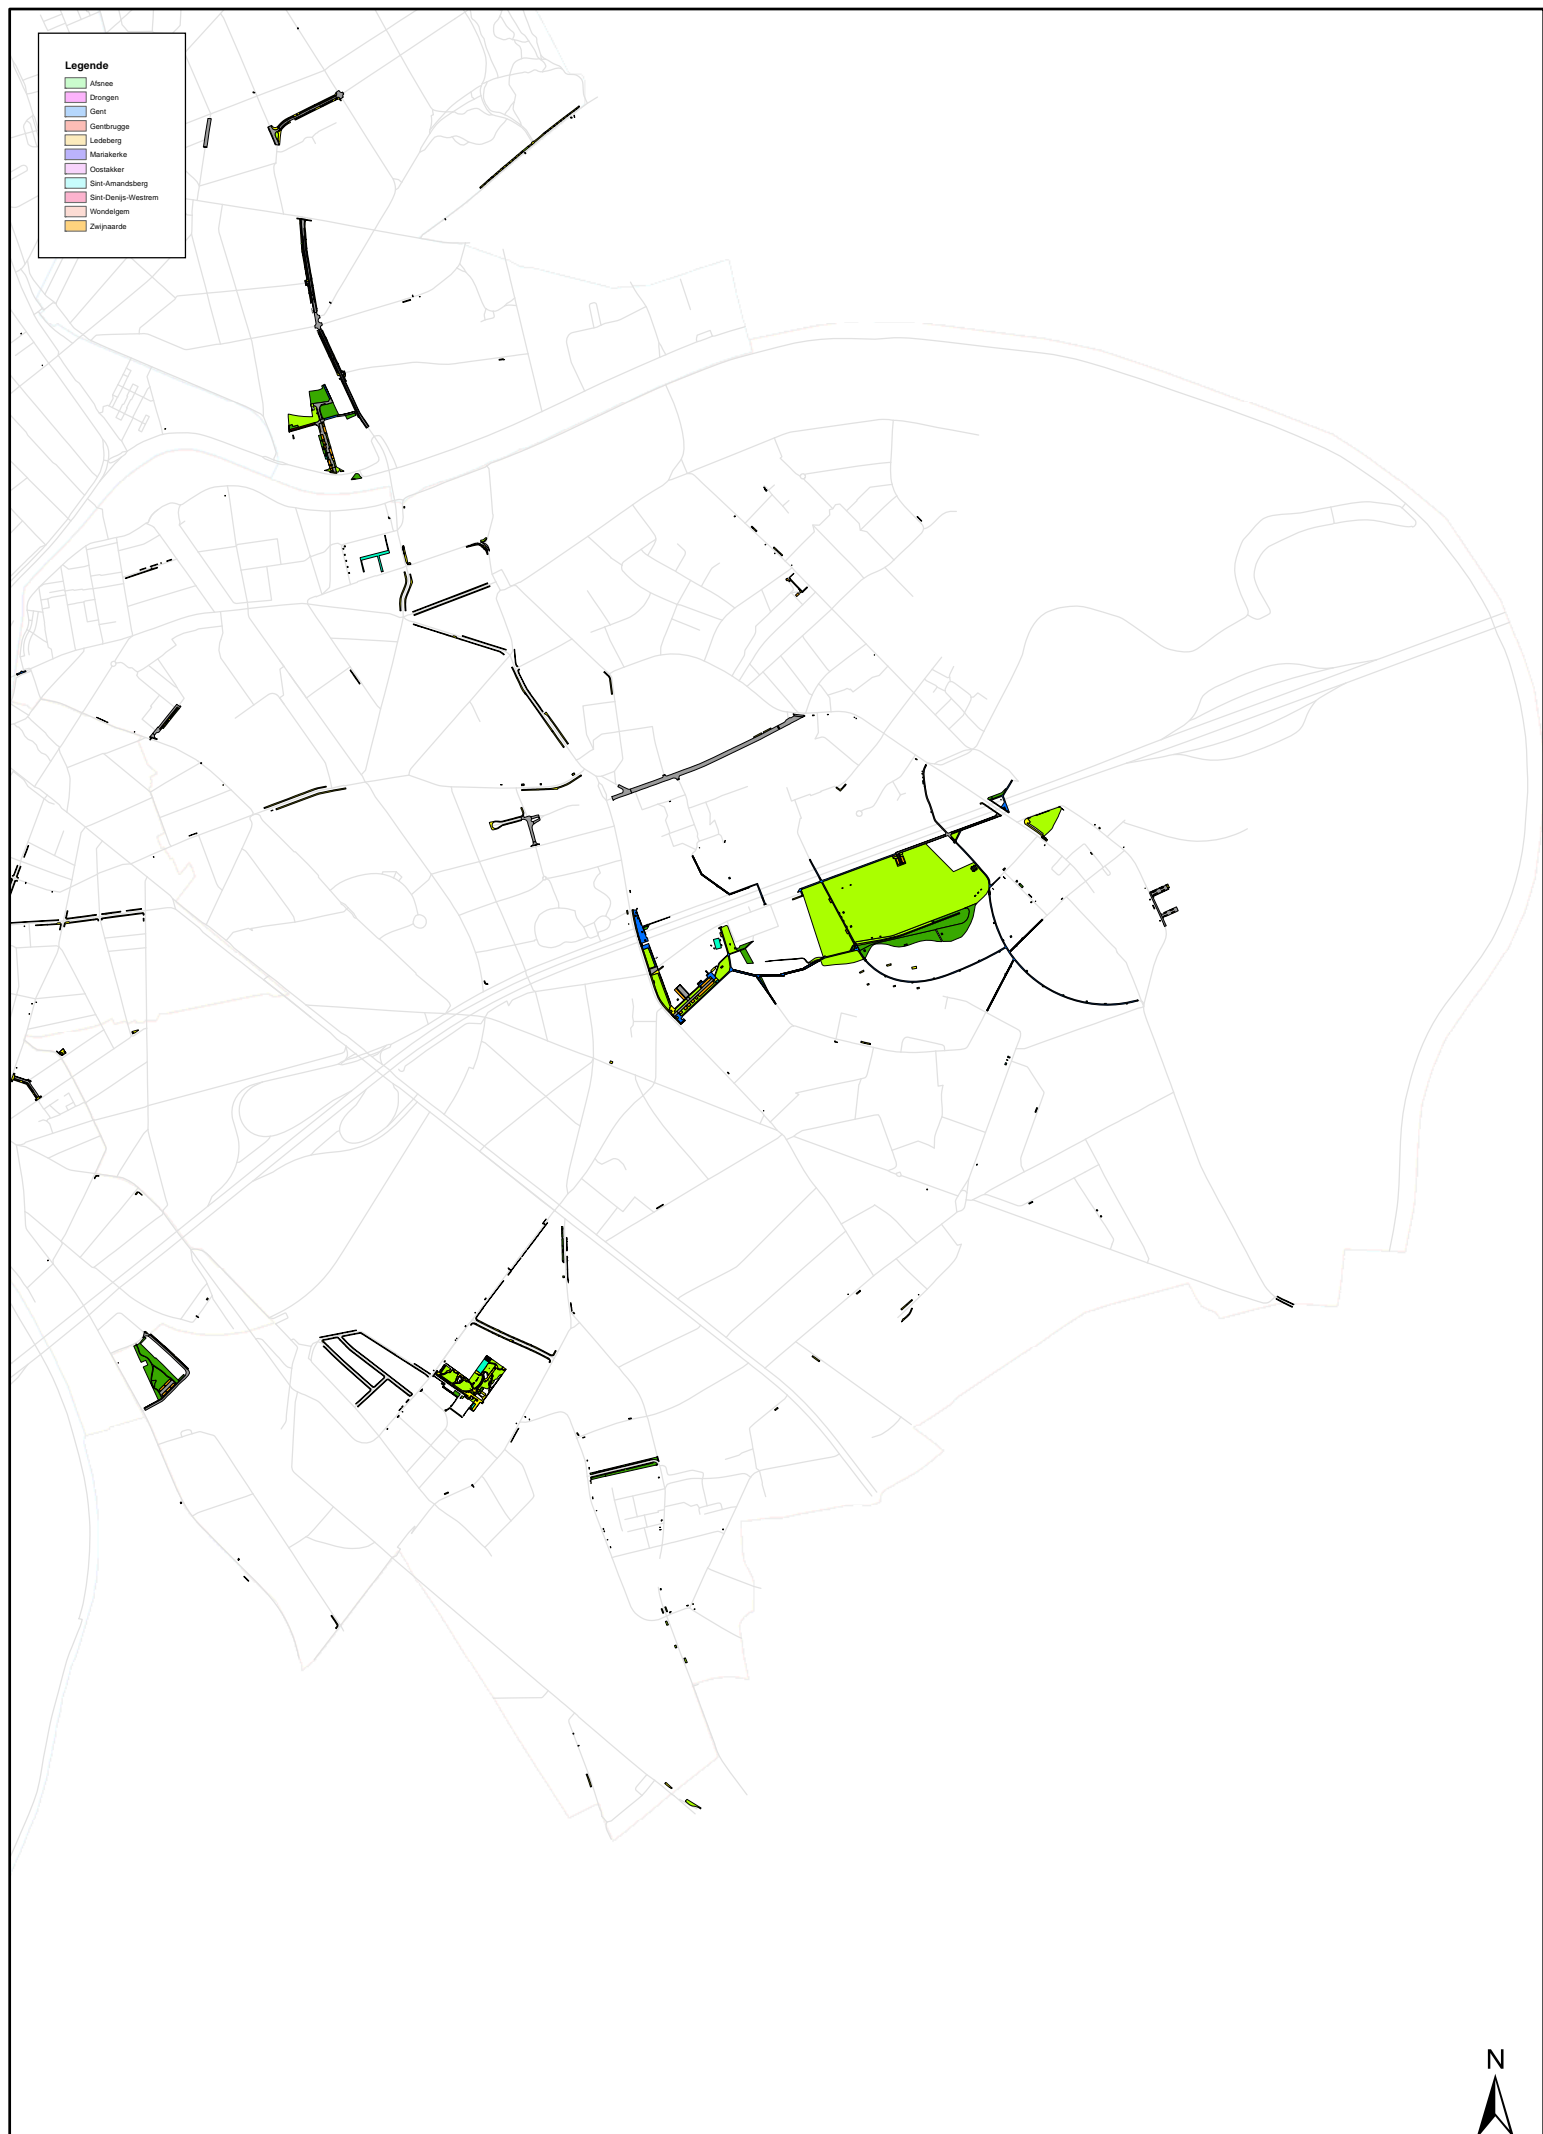 Legende
Afsnee
Drongen
Gent
Gentbrugge
Ledeberg
Mariakerke
Oostakker
Sint-Amandsberg
Sint-Denijs-Westrem
Wondelgem
Zwijnaarde
N